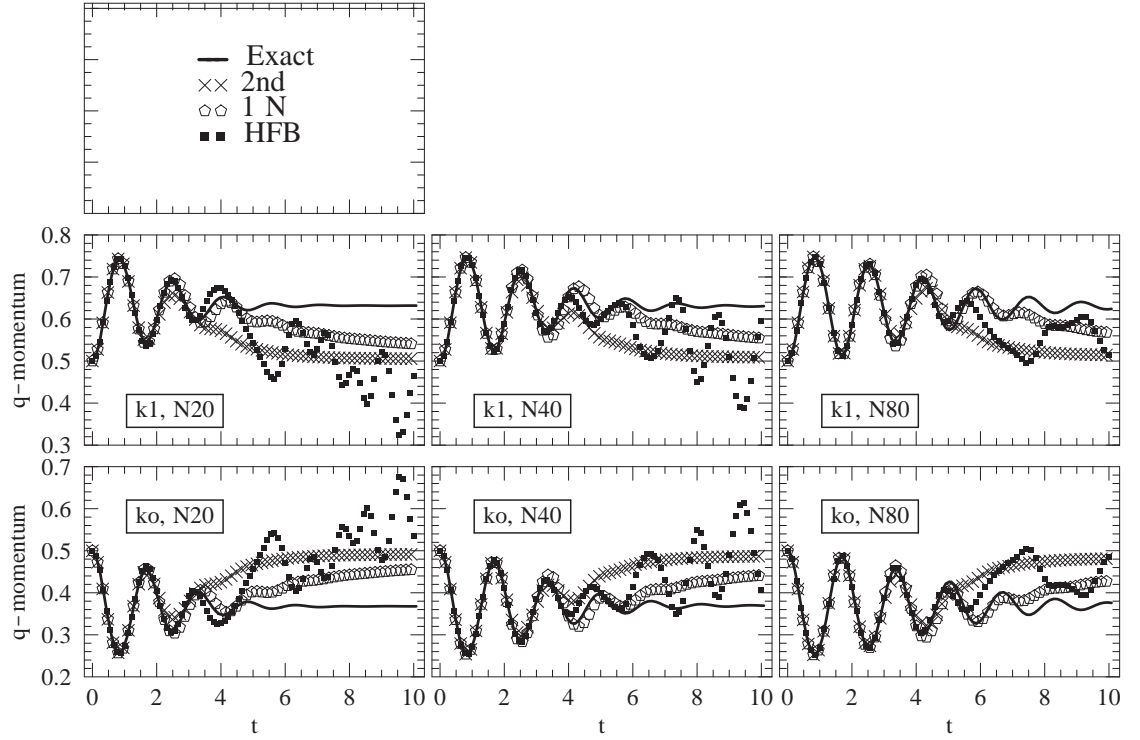 Exact
2nd
1 N
HFB
0.8
0.7
0.6
0.5
0.4
0.3
q-momentum
k1, N20
k1, N40
k1, N80
0.7
0.6
0.5
0.4
0.3
0.2
q-momentum
ko, N20
ko, N40
ko, N80
0 2 4 6 8 10 0 2 4 6 8 10 0 2 4 6 8 10
t t t